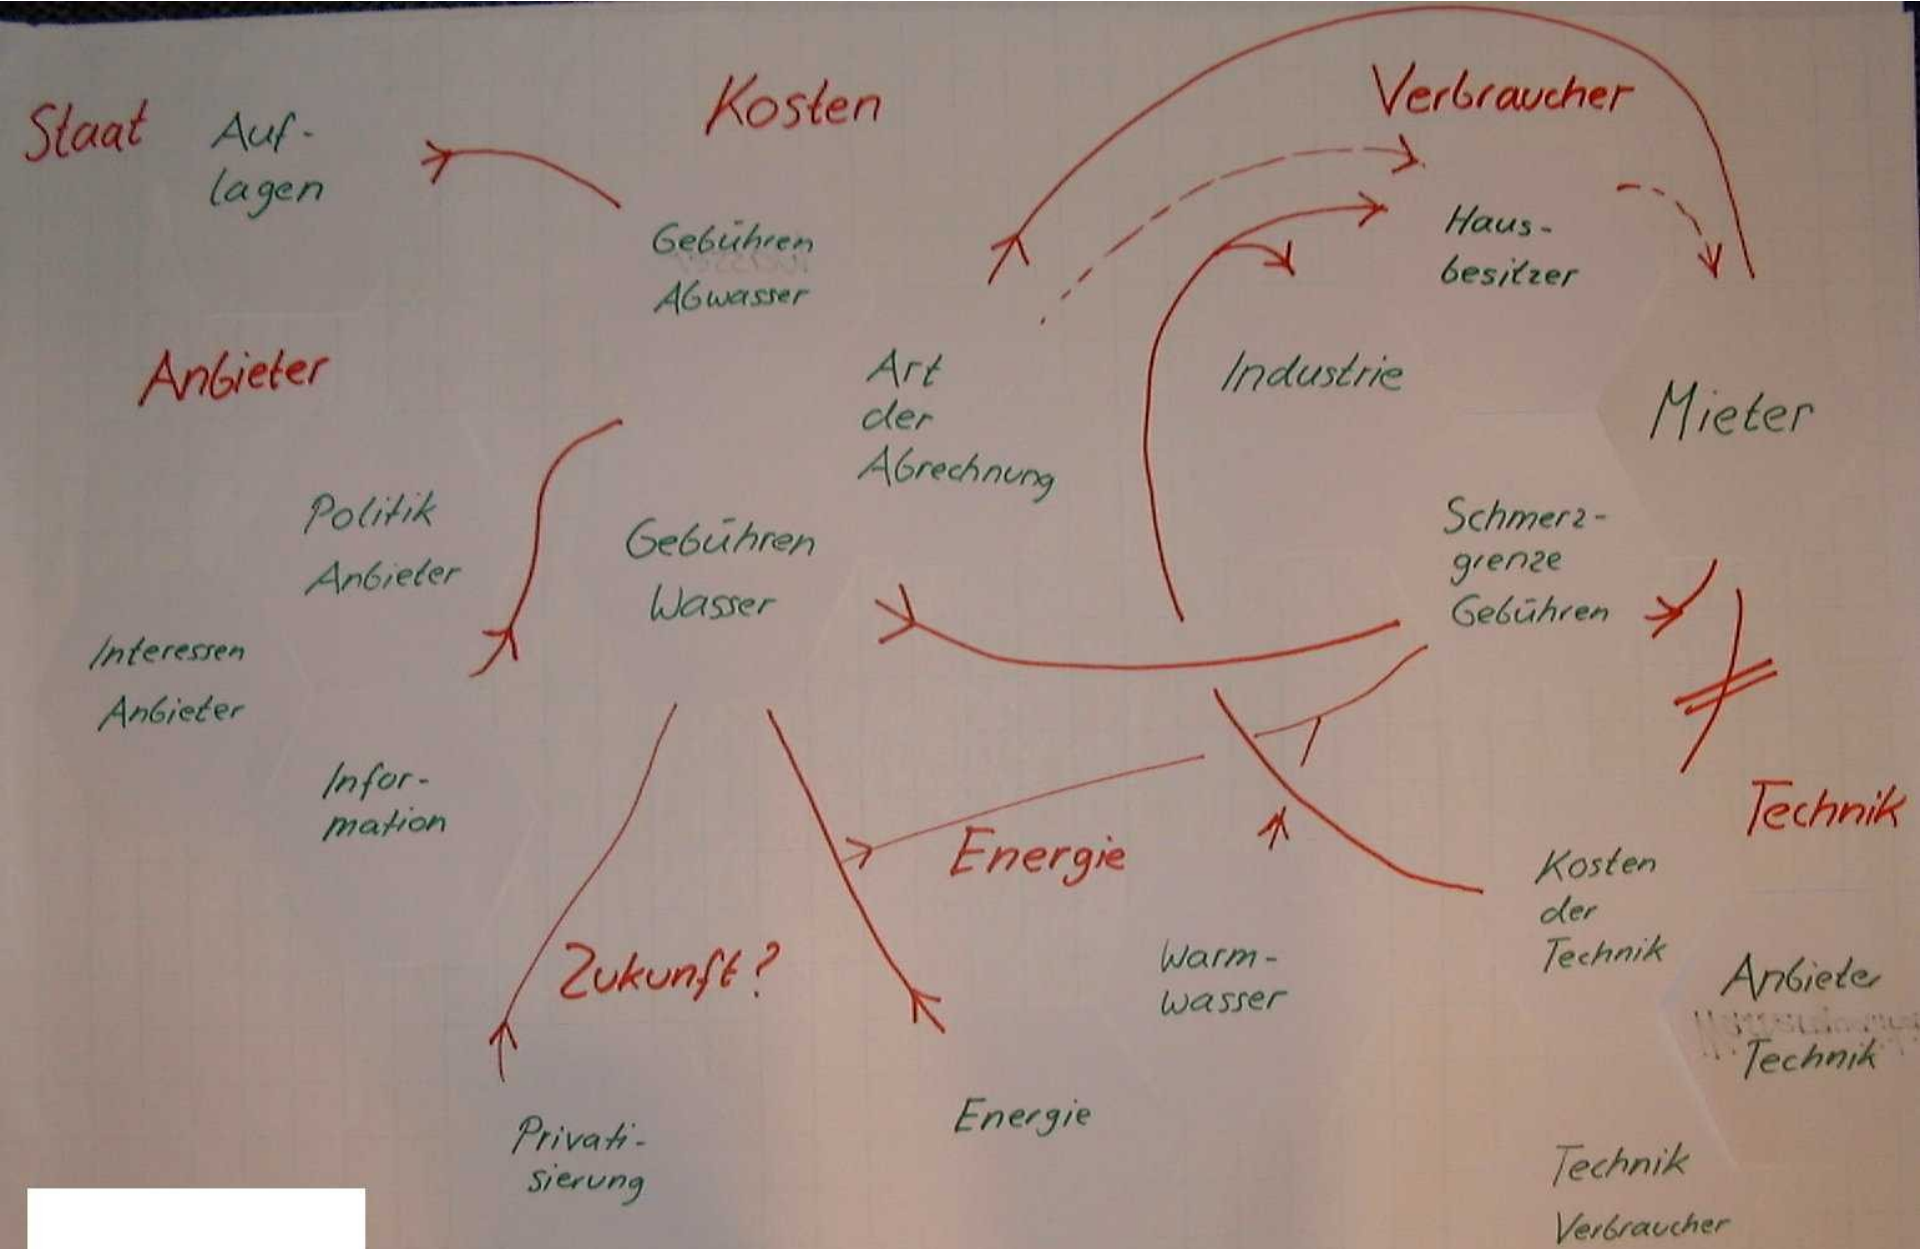 Staat
Auf-
lagen
Kosten
Verbraucher
Gebühren
Abwasser
Haus-
besitzer
Anbieter
Art
der
Abrechnung
Industrie
Mieter
Politik
Anbieter
Gebühren
Wasser
Schmerz-
grenze
Gebühren
Interessen
Anbieter
Infor-
mation
Energie
Technik
Kosten
der
Technik
Zukunft?
Warm-
wasser
Anbieter
Technik
Privati-
sierung
Energie
Technik
Verbraucher